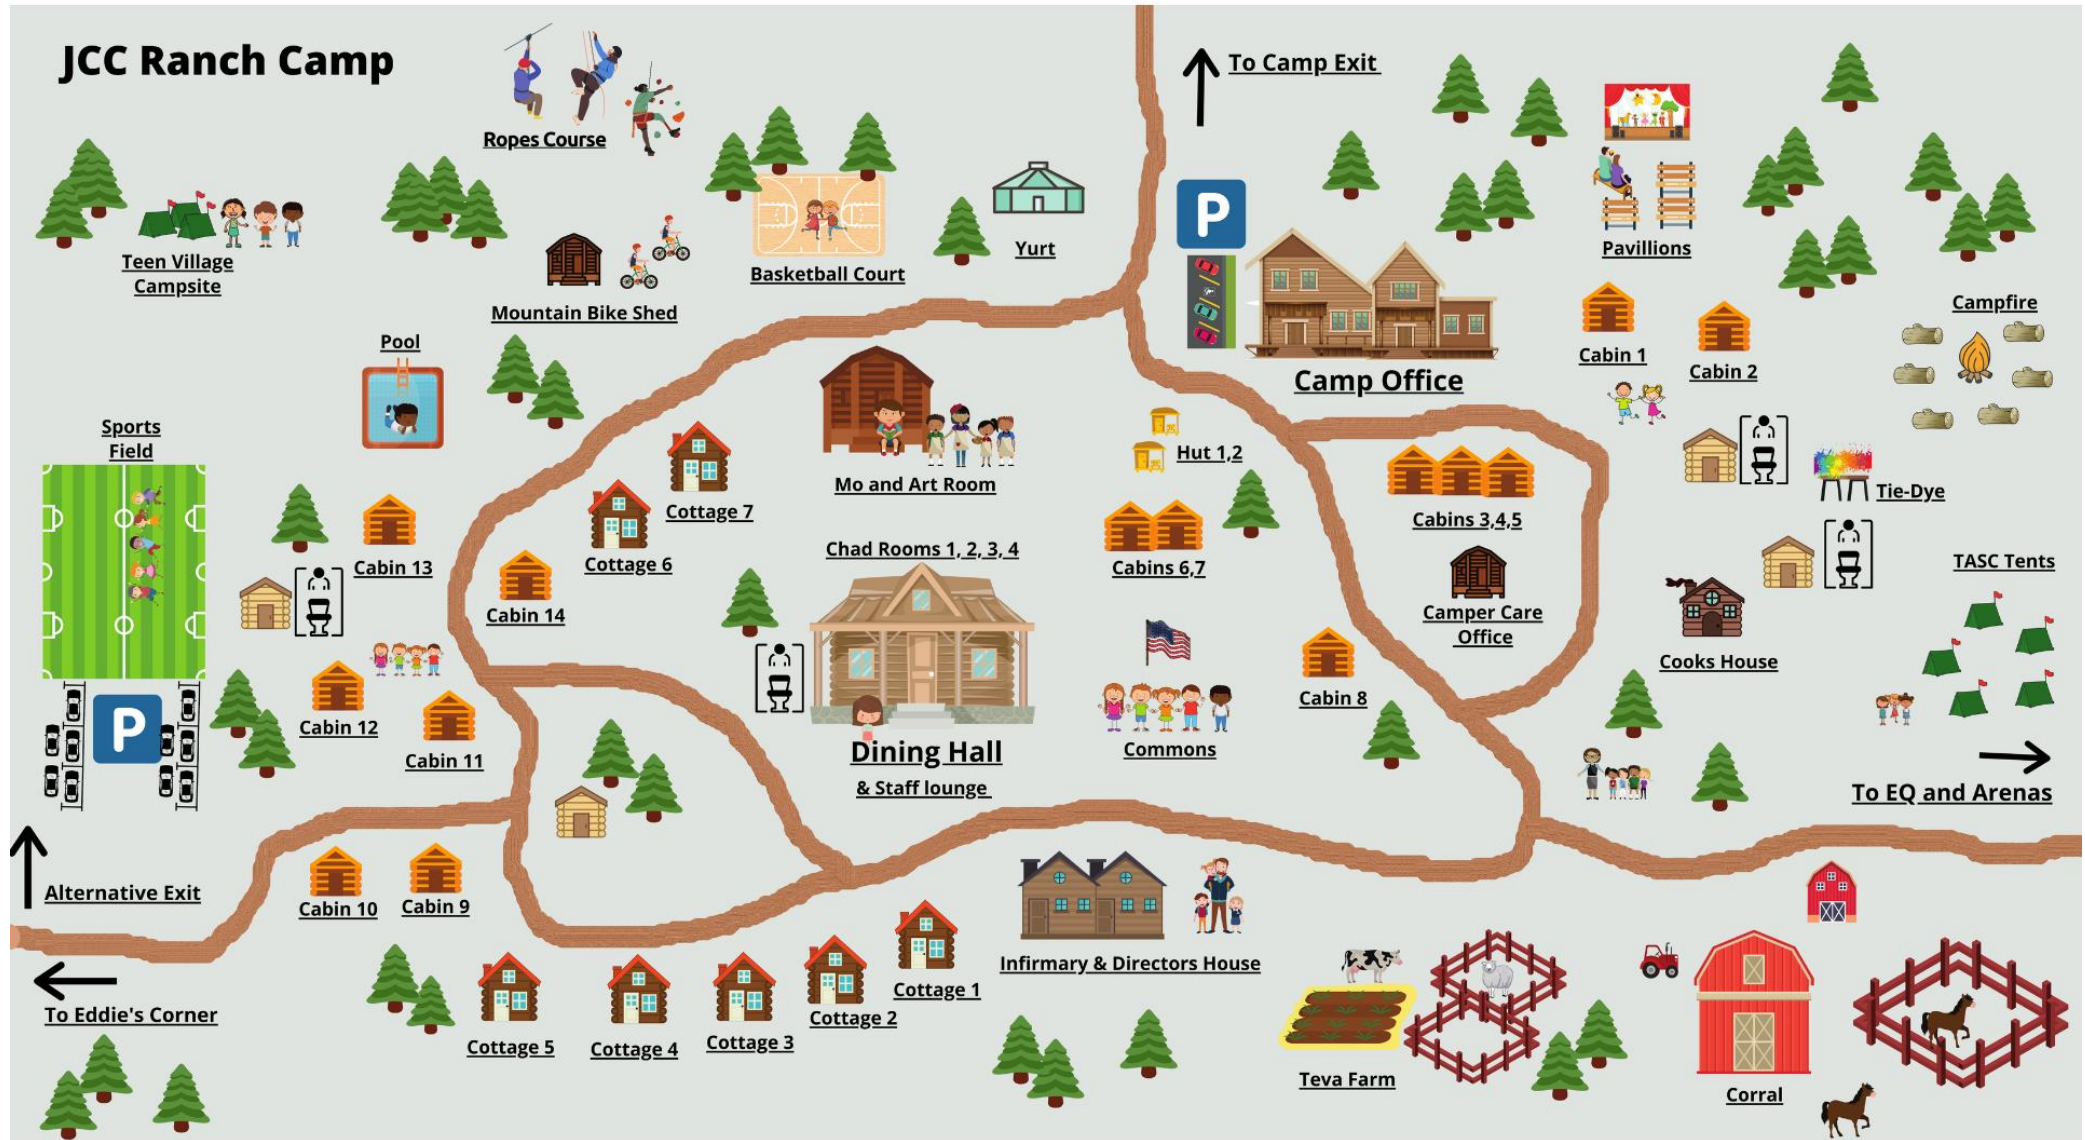 JCC Ranch Camp
Ropes Course
To Camp Exit
P
Teen Village
Campsite
Mountain Bike Shed
Basketball Court
Yurt
Pavillions
Campfire
Pool
Camp Office
Cabin 1
Cabin 2
Sports
Field
Cottage 7
Mo and Art Room
Hut 1,2
Cabins 3,4,5
Tie-Dye
Cabin 13
Cottage 6
Chad Rooms 1, 2, 3, 4
Cabins 6,7
TASC Tents
Cabin 14
Camper Care
Office
Cooks House
Cabin 12
Cabin 11
P
Dining Hall
& Staff lounge
Commons
Cabin 8
To EQ and Arenas
Alternative Exit
Cabin 10
Cabin 9
To Eddie's Corner
Cottage 5
Cottage 4
Cottage 3
Cottage 2
Cottage 1
Infirmary & Directors House
Teva Farm
Corral